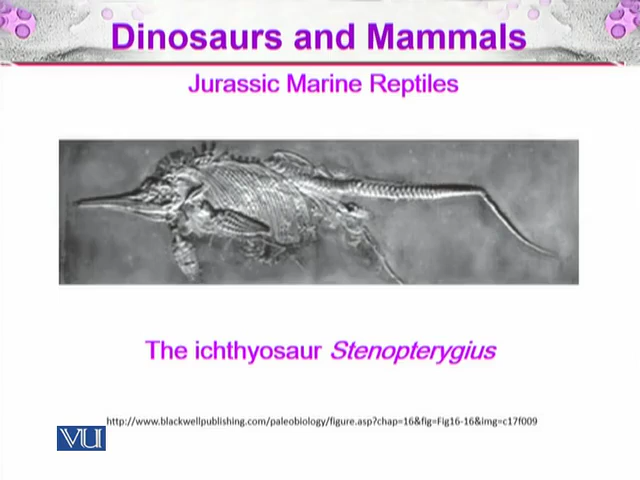 Dinosaurs and Mammals
Jurassic Marine Reptiles
The ichthyosaur Stenopterygius
http://www.blackwellpublishing.com/paleobiology/figure.asp?chap=16&fig=Fig16-16&img=c17f009
VU